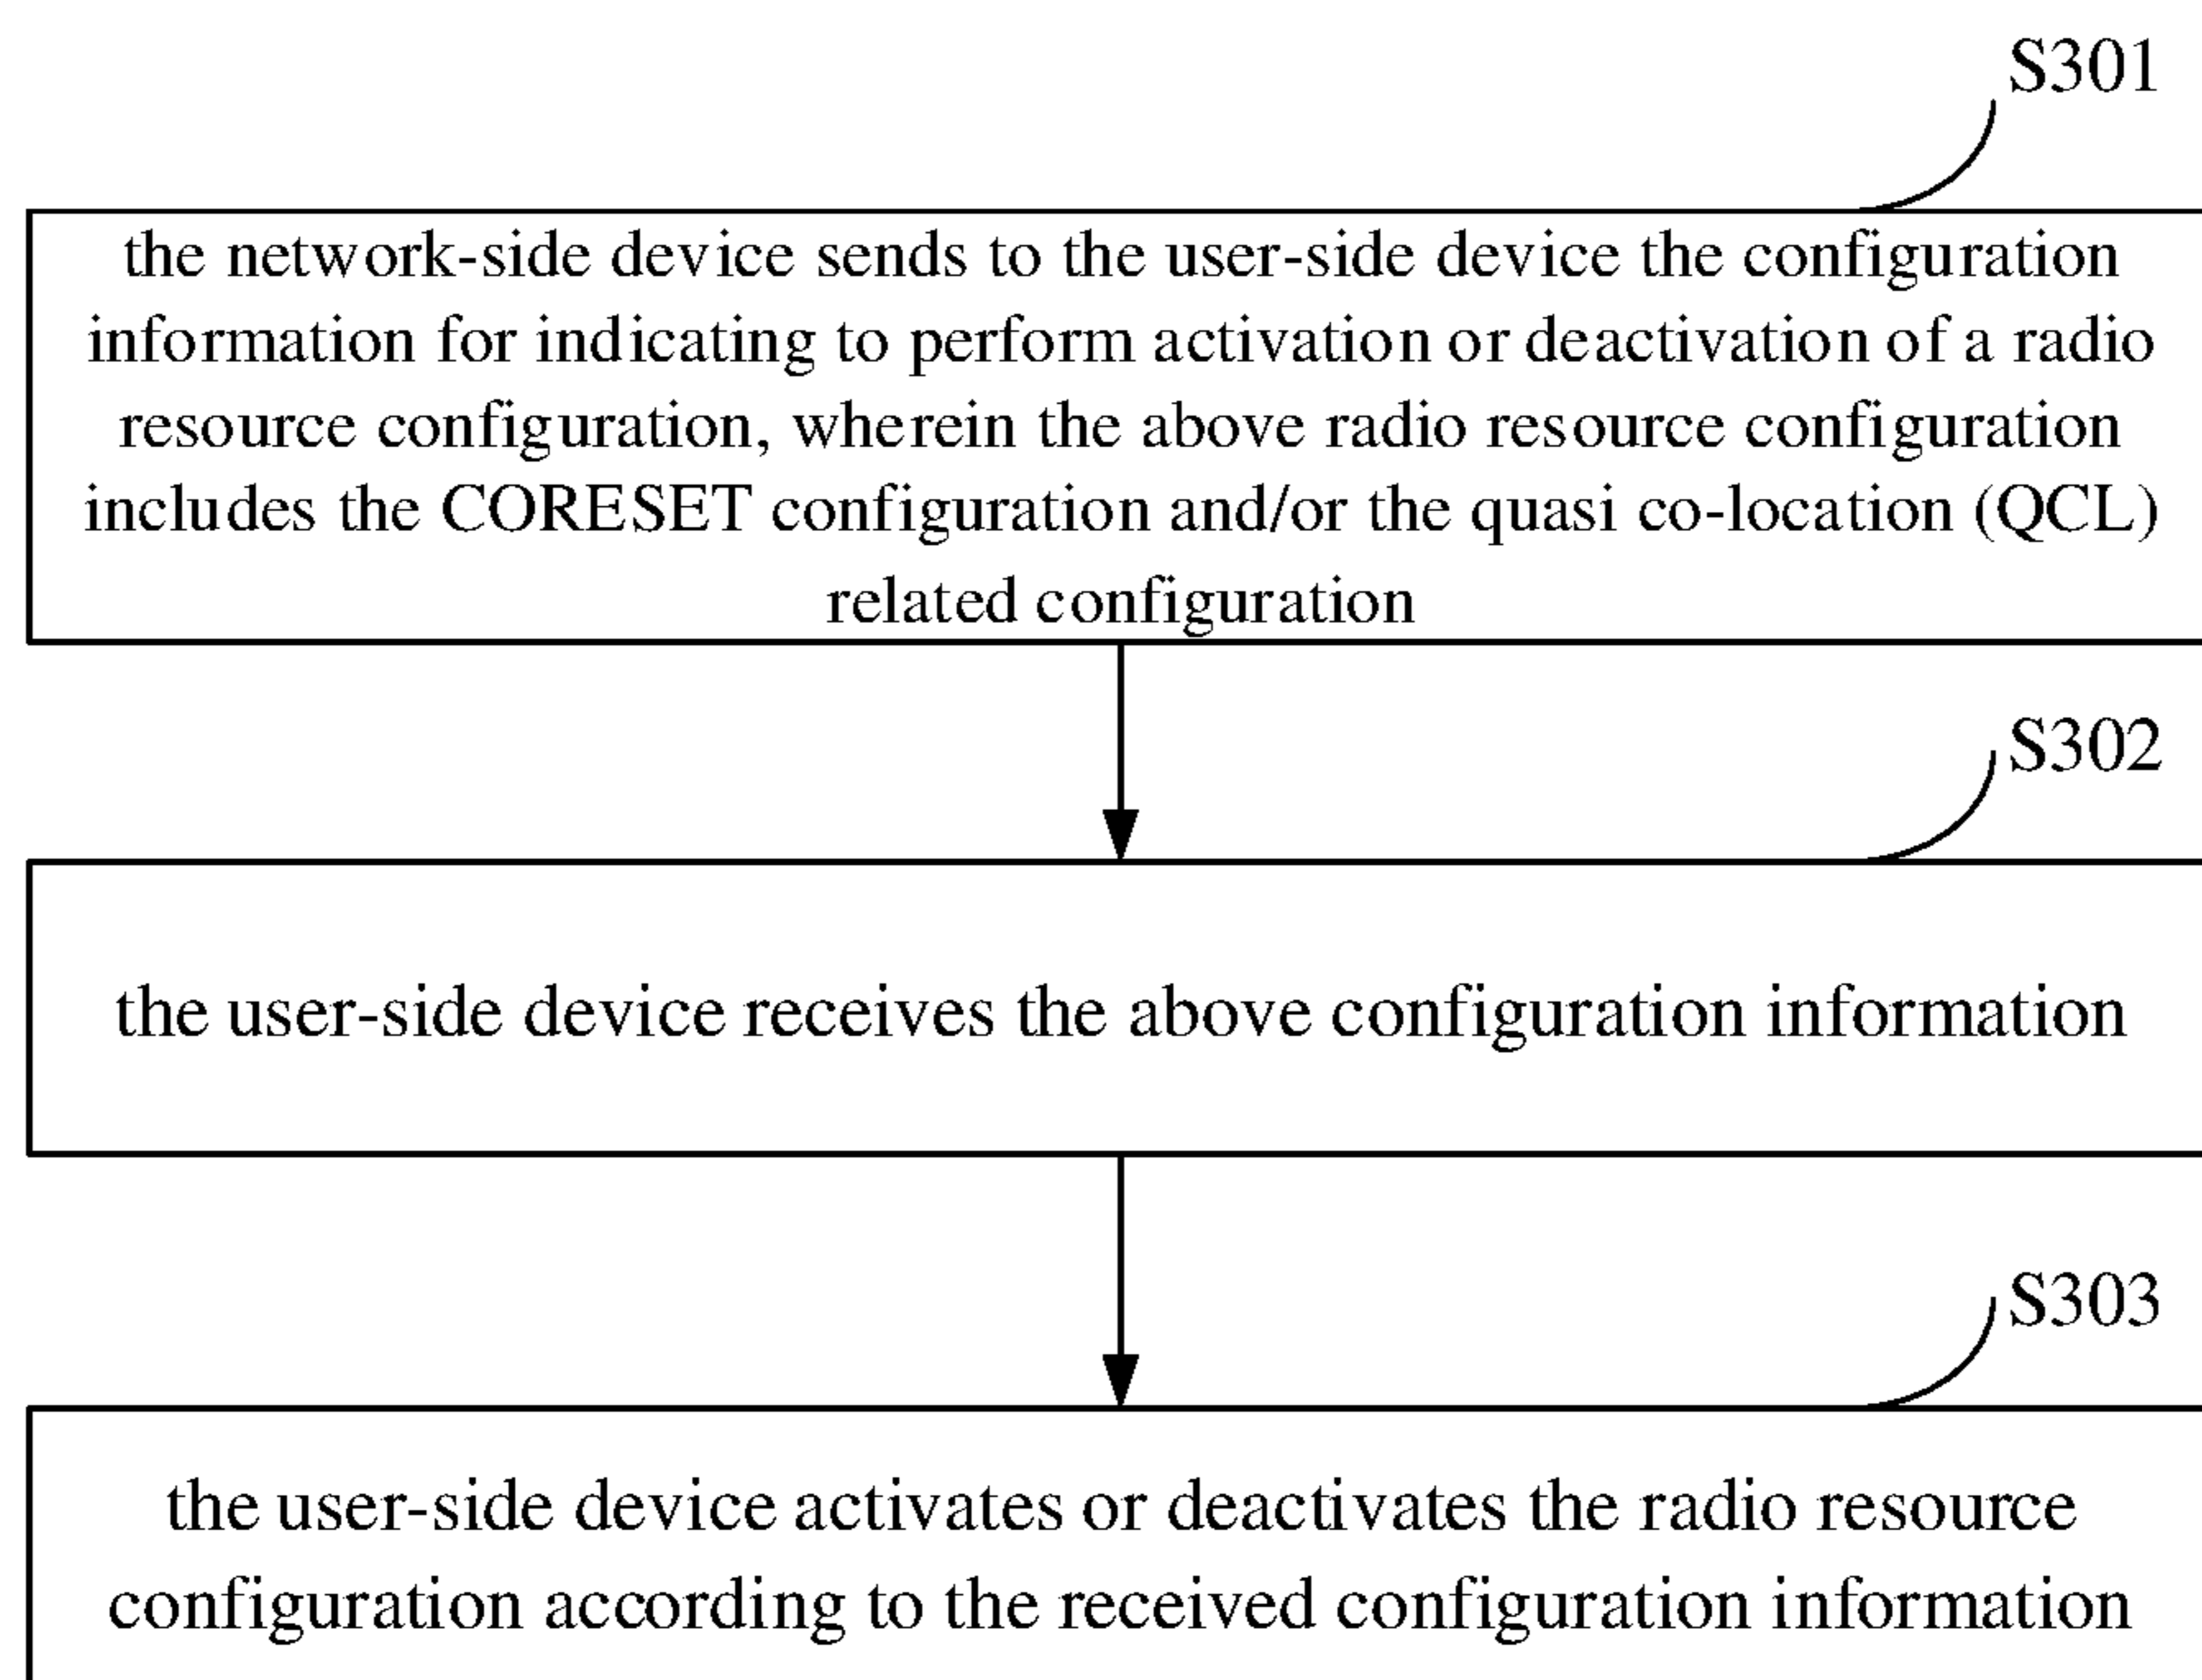 S301
the network-side device sends to the user-side device the configuration
information for indicating to perform activation or deactivation of a radio
resource configuration, wherein the above radio resource configuration
includes the CORESET configuration and/or the quasi co-location (QCL)
related configuration
S302
the user-side device receives the above configuration information
S303
the user-side device activates or deactivates the radio resource
configuration according to the received configuration information